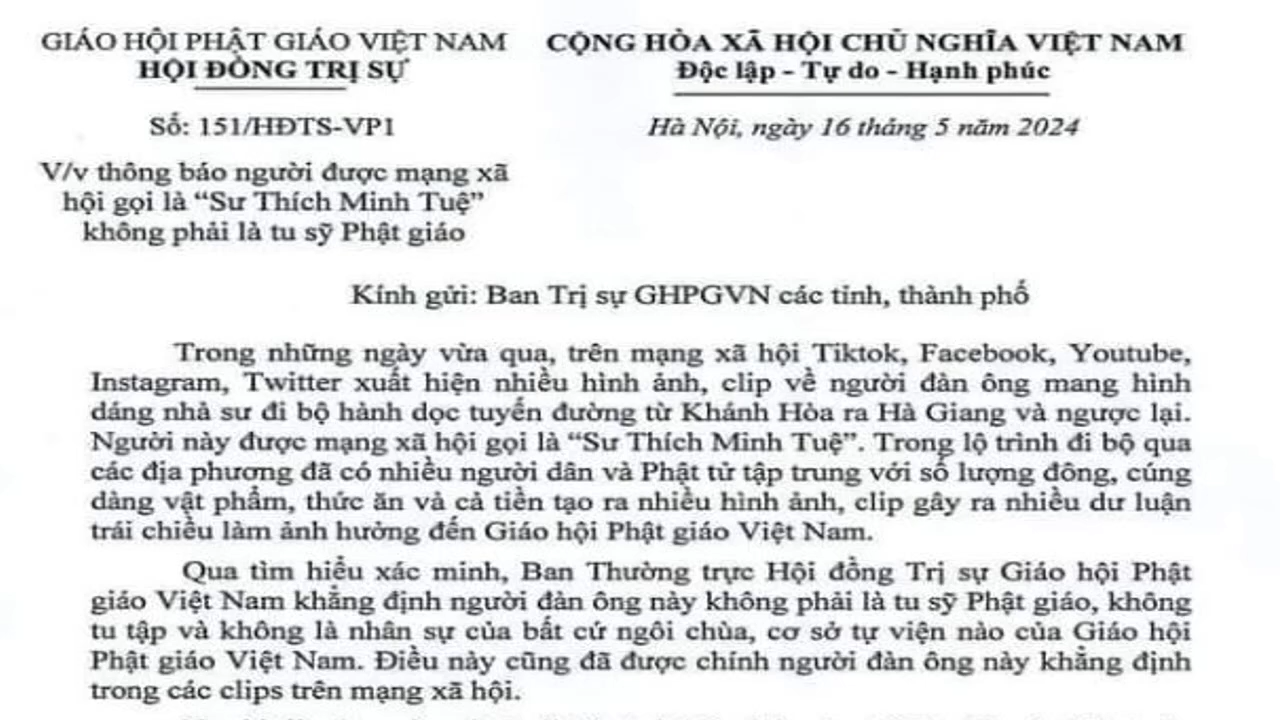 GIÁO HỘI PHẬT GIÁO VIỆT NAM
HỘI ĐỒNG TRỊ SỰ
CỘNG HÒA XÃ HỘI CHỦ NGHĨA VIỆT NAM
Độc lập - Tự do - Hạnh phúc
Số: 151/HĐTS-VP1
Hà Nội, ngày 16 tháng 5 năm 2024
V/v thông báo người được mạng xã
hội gọi là “Sư Thích Minh Tuệ”
không phải là tu sỹ Phật giáo
Kính gửi: Ban Trị sự GHPGVN các tỉnh, thành phố
Trong những ngày vừa qua, trên mạng xã hội Tiktok, Facebook, Youtube,
Instagram, Twitter xuất hiện nhiều hình ảnh, clip về người đàn ông mang hình
dáng nhà sư đi bộ hành dọc tuyến đường từ Khánh Hòa ra Hà Giang và ngược lại.
Người này được mạng xã hội gọi là “Sư Thích Minh Tuệ”. Trong lộ trình đi bộ qua
các địa phương đã có nhiều người dân và Phật tử tập trung với số lượng đông, cúng
dàng vật phẩm, thức ăn và cả tiền tạo ra nhiều hình ảnh, clip gây ra nhiều dư luận
trái chiều làm ảnh hưởng đến Giáo hội Phật giáo Việt Nam.
Qua tìm hiểu xác minh, Ban Thường trực Hội đồng Trị sự Giáo hội Phật
giáo Việt Nam khẳng định người đàn ông này không phải là tu sỹ Phật giáo, không
tu tập và không là nhân sự của bất cứ ngôi chùa, cơ sở tự viện nào của Giáo hội
Phật giáo Việt Nam. Điều này cũng đã được chính người đàn ông này khẳng định
trong các clips trên mạng xã hội.